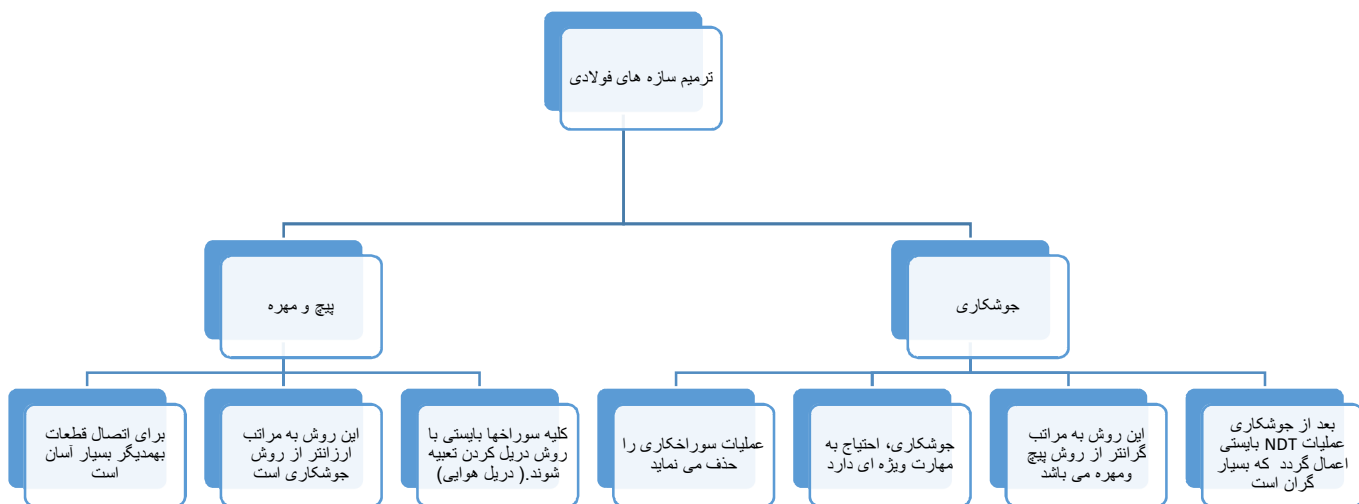 ترمیم سازه های فولادی
جوشکاری
پیچ و مهره
بعد از جوشکاری
عملیات NDT بایستی
اعمال گردد که بسیار
گران است
این روش به مراتب
گرانتر از روش پیچ
ومهره می باشد
جوشکاری، احتیاج به
مهارت ویژه ای دارد
عملیات سوراخکاری را
حذف می نماید
کلیه سوراخها بایستی با
روش دریل کردن تعبیه
شوند.( دریل هوایی)
این روش به مراتب
ارزانتر از روش
جوشکاری است
برای اتصال قطعات
بهمدیگر بسیار آسان
است